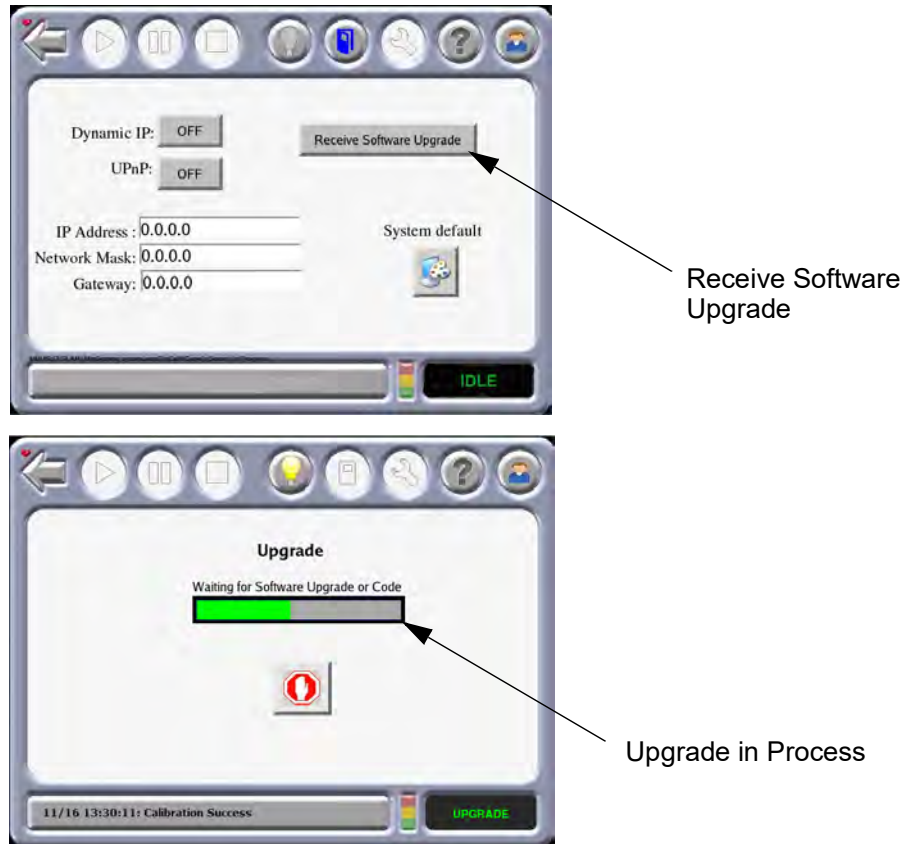 Dynamic IP: OFF
Receive Software Upgrade
UPnP: OFF
IP Address : 0.0.0.0
System default
Network Mask: 0.0.0.0
Gateway: 0.0.0.0
Receive Software
Upgrade
IDLE
Upgrade
Waiting for Software Upgrade or Code
Upgrade in Process
11/16 13:30:11: Calibration Success
UPGRADE